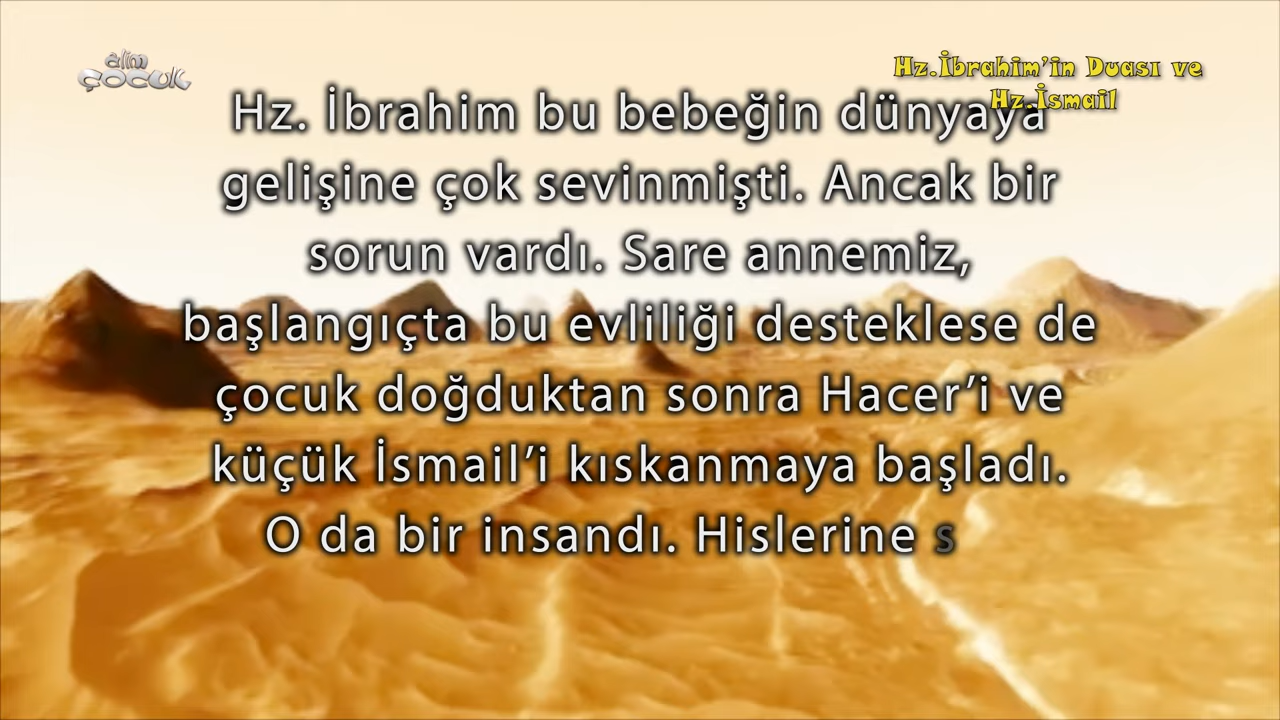 âlim
ÇOCUK
Hz.İbrahim'in Duası ve
Hz.İsmail
Hz. İbrahim bu bebeğin dünyaya
gelişine çok sevinmişti. Ancak bir
sorun vardı. Sare annemiz,
başlangıçta bu evliliği desteklese de
çocuk doğduktan sonra Hacer’i ve
küçük İsmail’i kıskanmaya başladı.
O da bir insandı. Hislerine s